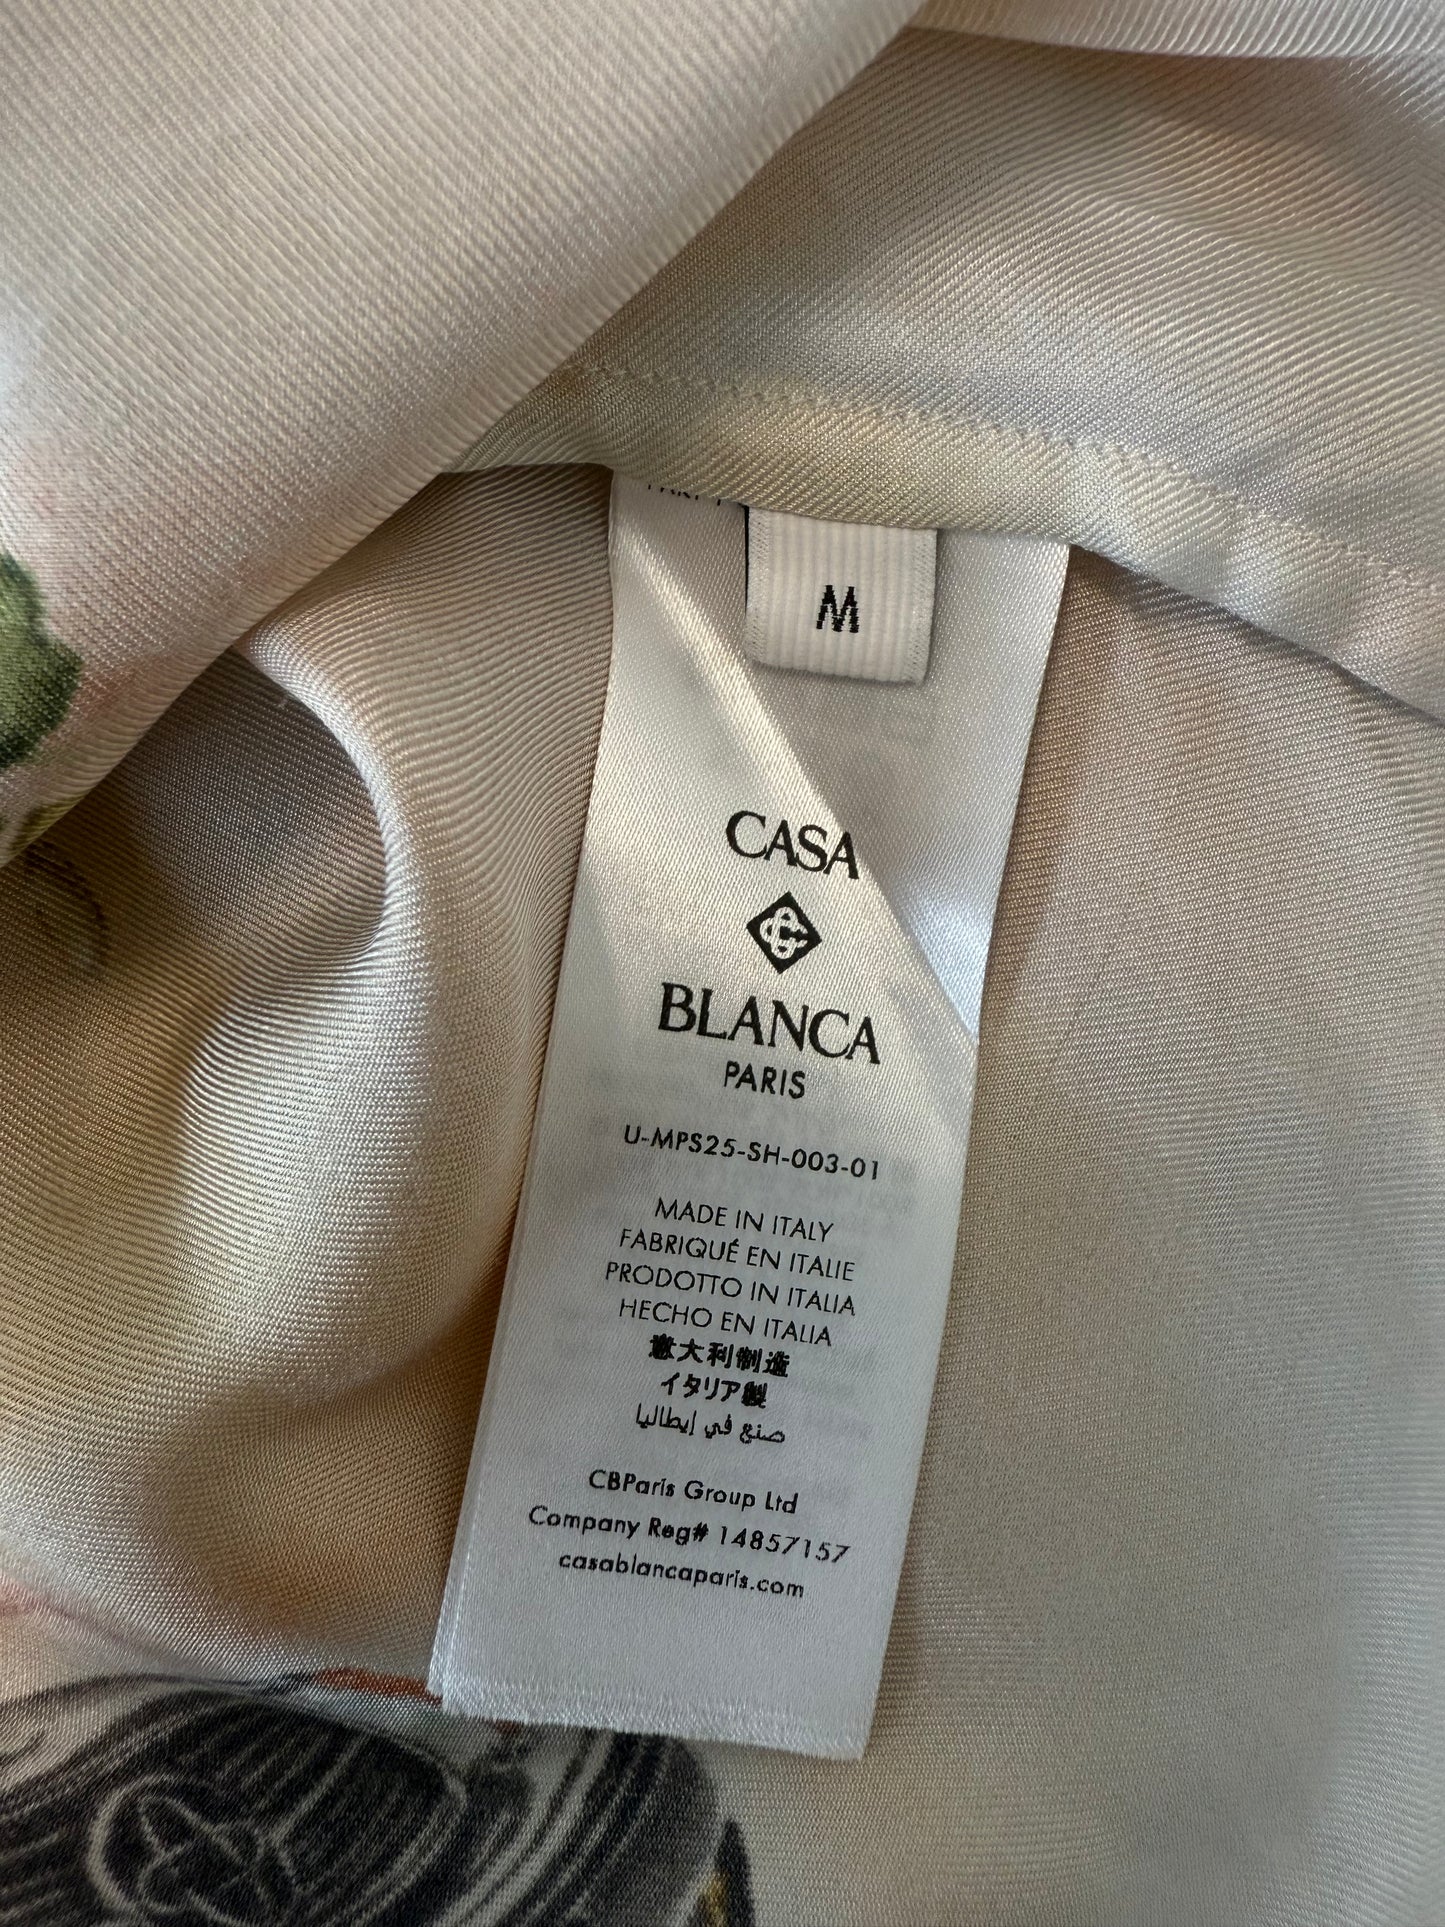 M
CASA
BLANCA
PARIS
U-MPS25-SH-003-01
MADE IN ITALY
FABRIQUÉ EN ITALIE
PRODOTTO IN ITALIA
HECHO EN ITALIA
意大利制造
イタリア製
صنع في إيطاليا
CBParis Group Ltd
Company Reg# 14857157
casablancaparis.com